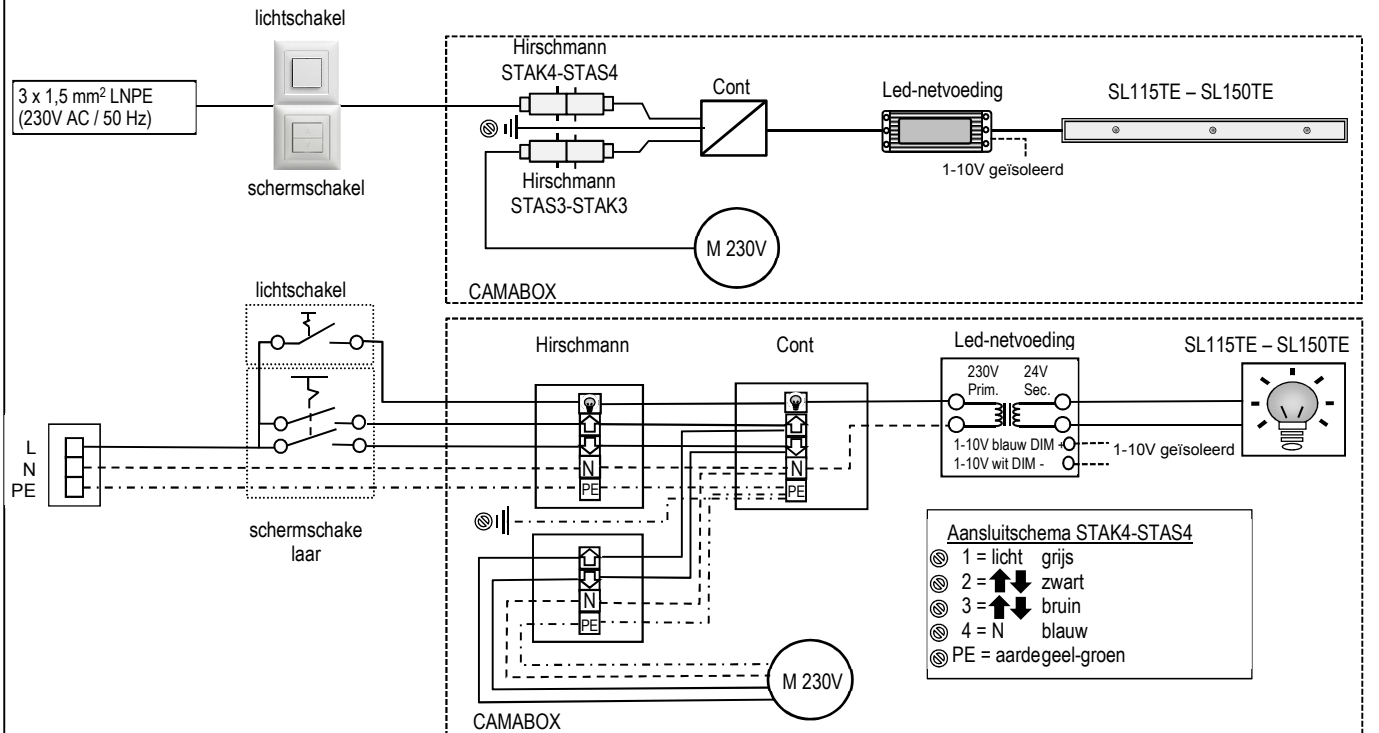 lichtschakel
3 x 1,5 mm² LNPE
(230V AC / 50 Hz)
schermschakel
Hirschmann
STAK4-STAS4
Cont
Led-netvoeding
SL115TE – SL150TE
1-10V geïsoleerd
Hirschmann
STAS3-STAK3
M 230V
CAMABOX
lichtschakel
L
N
PE
schermschake
laar
Hirschmann
Cont
Led-netvoeding
SL115TE – SL150TE
230V
Prim.
24V
Sec.
1-10V blauw DIM +
1-10V wit DIM -
1-10V geïsoleerd
N
PE
N
PE
N
PE
M 230V
CAMABOX
Aansluitschema STAK4-STAS4
1 = licht grijs
2 = ⬆⬇ zwart
3 = ⬆⬇ bruin
4 = N blauw
PE = aardegeel-groen